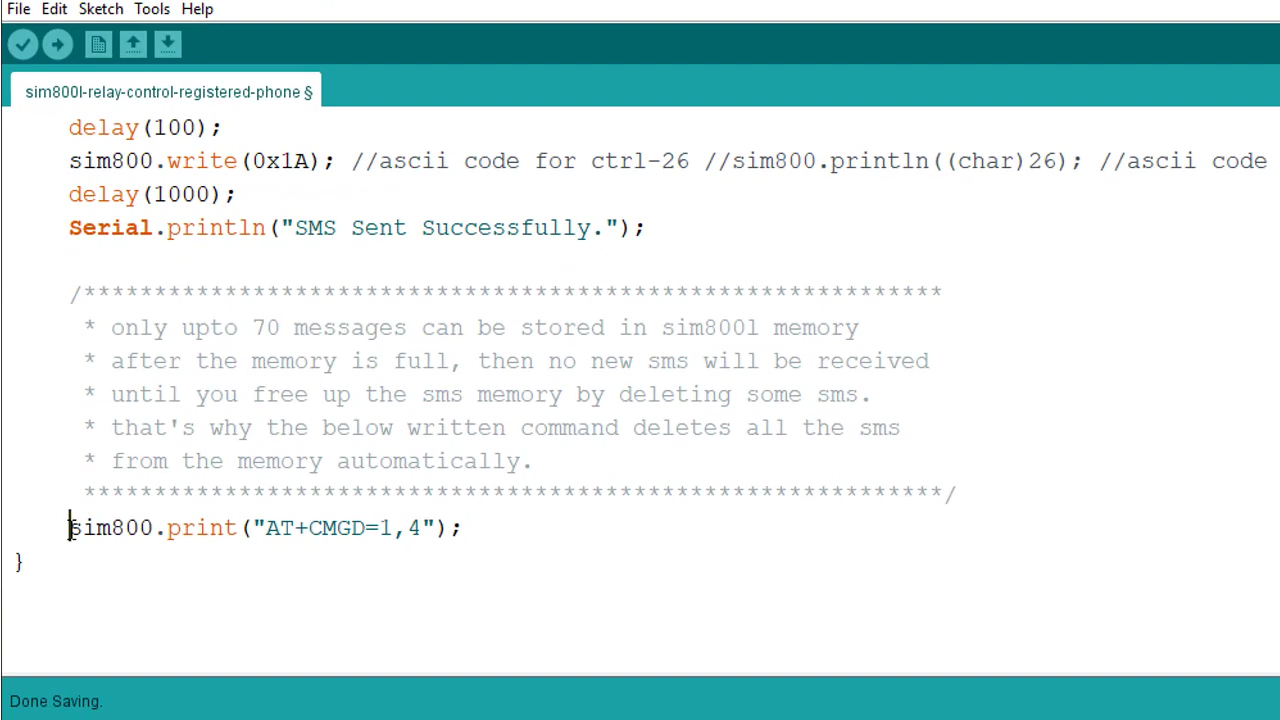 File Edit Sketch Tools Help
sim800l-relay-control-registered-phone §
delay(100);
sim800.write(0x1A); //ascii code for ctrl-26 //sim800.println((char)26); //ascii code
delay(1000);
Serial.println("SMS Sent Successfully.");
/*************************************************************
* only upto 70 messages can be stored in sim800l memory
* after the memory is full, then no new sms will be received
* until you free up the sms memory by deleting some sms.
* that's why the below written command deletes all the sms
* from the memory automatically.
*************************************************************/
sim800.print("AT+CMGD=1,4");
}
Done Saving.